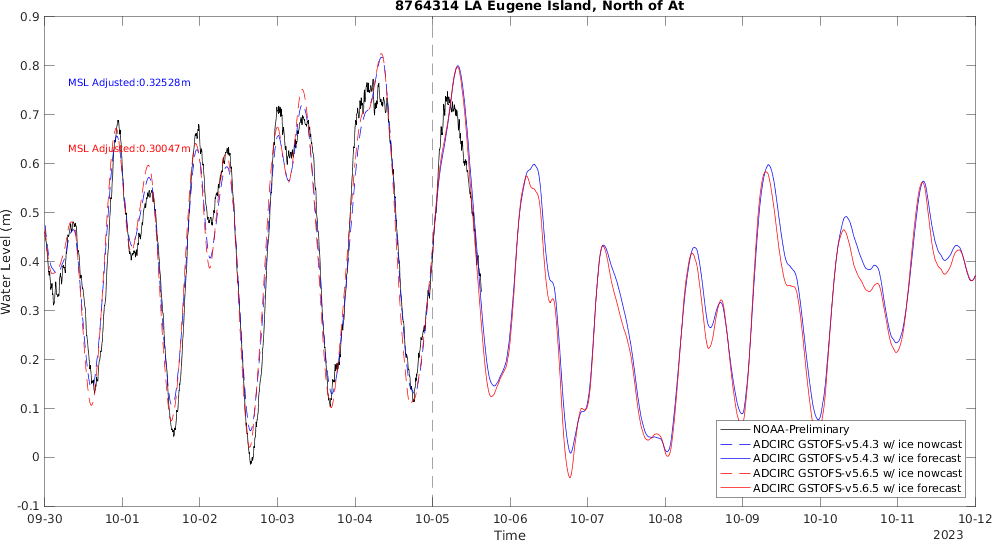 8764314 LA Eugene Island, North of At
0.9
0.8
0.7
0.6
0.5
0.4
0.3
0.2
0.1
0
-0.1
Water Level (m)
MSL Adjusted:0.32528m
MSL Adjusted:0.30047m
NOAA-Preliminary
ADCIRC GSTOFS-v5.4.3 w/ ice nowcast
ADCIRC GSTOFS-v5.4.3 w/ ice forecast
ADCIRC GSTOFS-v5.6.5 w/ ice nowcast
ADCIRC GSTOFS-v5.6.5 w/ ice forecast
09-30 10-01 10-02 10-03 10-04 10-05 10-06 10-07 10-08 10-09 10-10 10-11 10-12
Time
2023